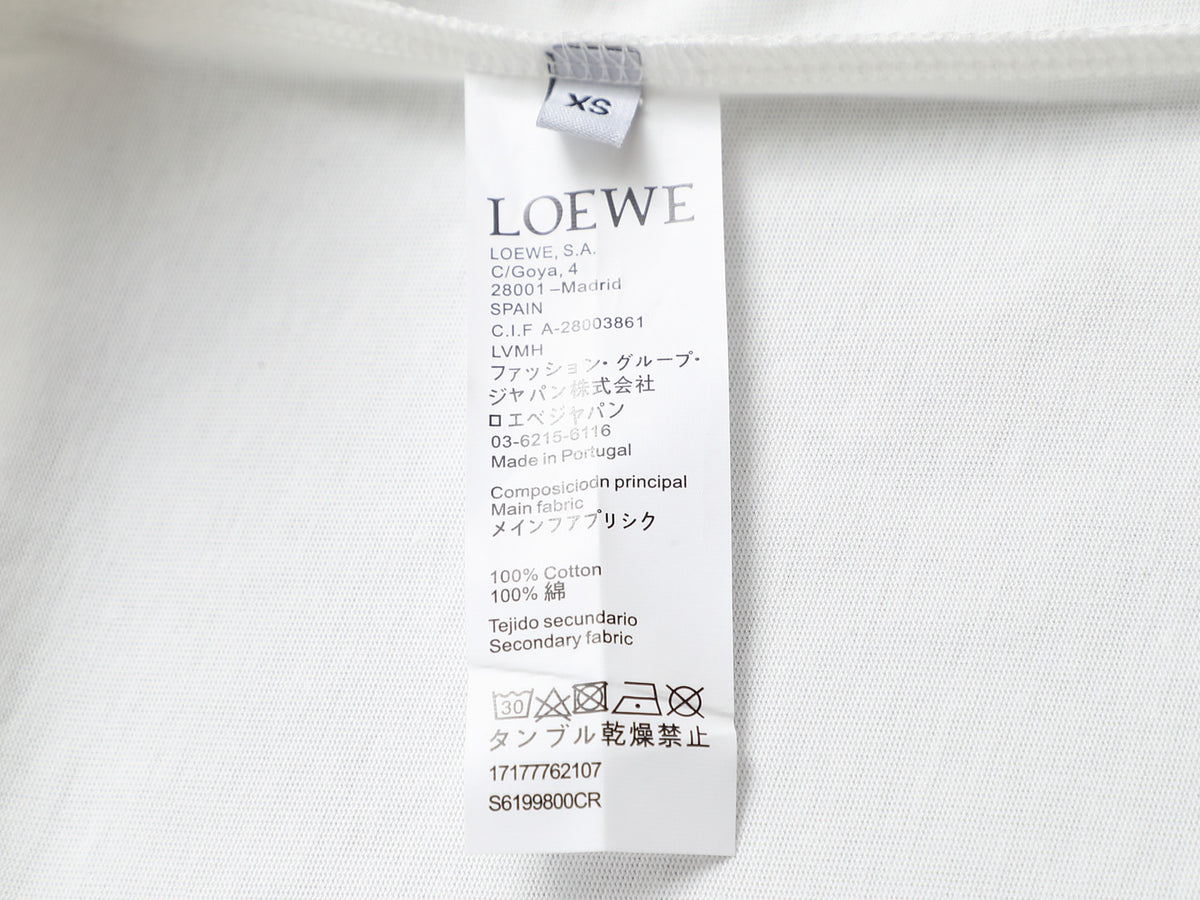 XS
LOEWE
LOEWE, S.A.
C/Goya, 4
28001 –Madrid
SPAIN
C.I.F A-28003861
LVMH
ファッション・グループ・
ジャパン株式会社
ロエベジャパン
03-6215-6116
Made in Portugal
Composiciodn principal
Main fabric
メインフアプリシク
100% Cotton
100% 綿
Tejido secundario
Secondary fabric
30
タンブル乾燥禁止
17177762107
S6199800CR